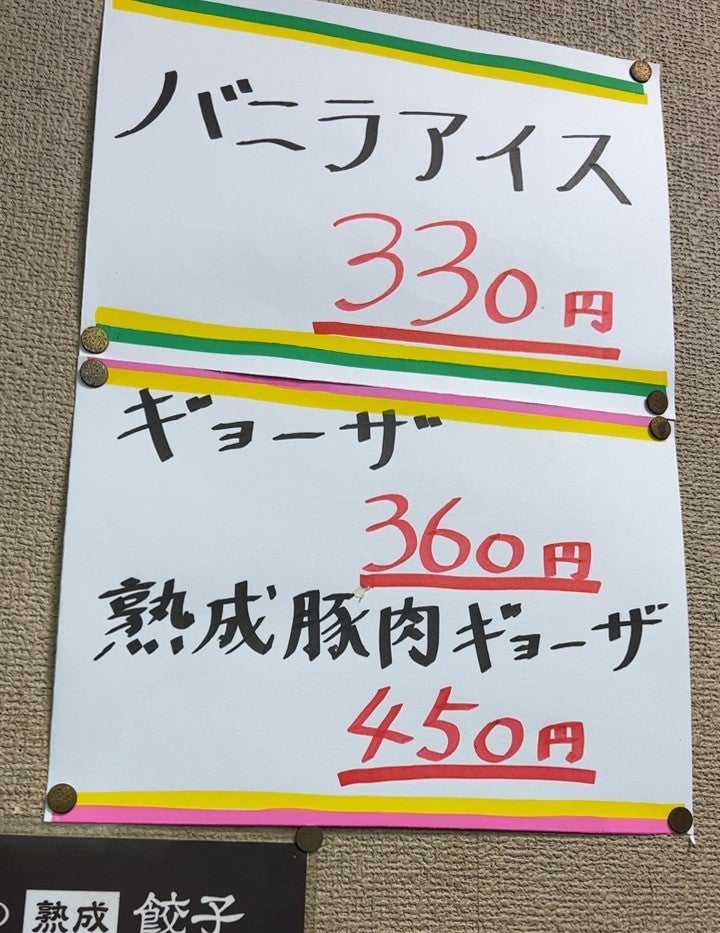 バニラアイス
330円
ギョーザ
360円
熟成豚肉ギョーザ
450円
の 熟成 餃子